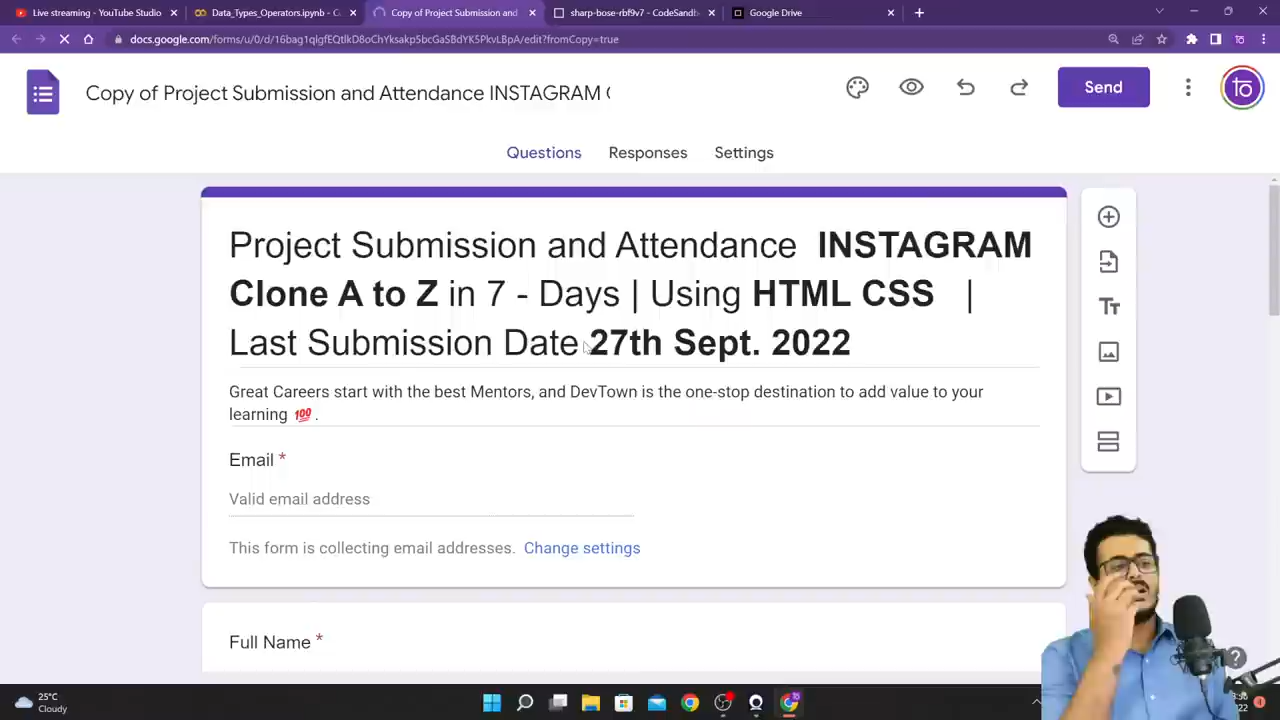 Live streaming - YouTube Studio
Data_Types_Operators.ipynb - C
Copy of Project Submission and
sharp-bose-rbf9v7 - CodeSandb
Google Drive
docs.google.com/forms/u/0/d/16bag1qlgfEQtlkD8oChYksakp5bcGaSBdYK5PkvLBpA/edit?fromCopy=true
Copy of Project Submission and Attendance INSTAGRAM C
Send
Questions Responses Settings
Project Submission and Attendance INSTAGRAM
Clone A to Z in 7 - Days | Using HTML CSS |
Last Submission Date 27th Sept. 2022
Great Careers start with the best Mentors, and DevTown is the one-stop destination to add value to your
learning 💯 .
Email *
Valid email address
This form is collecting email addresses. Change settings
Full Name *
25°C
Cloudy